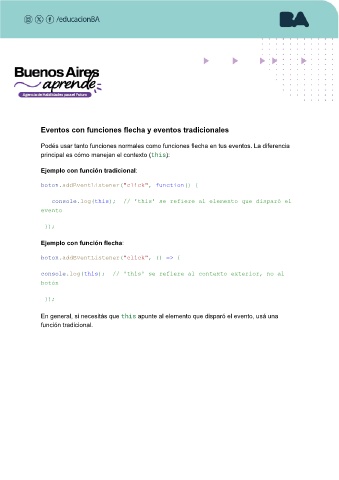 /educacionBA
BA
Buenos Aires
aprende
Agencia de Habilidades para el Futuro
Eventos con funciones flecha y eventos tradicionales
Podés usar tanto funciones normales como funciones flecha en tus eventos. La diferencia
principal es cómo manejan el contexto (this):
Ejemplo con función tradicional:
boton.addEventListener("click", function() {
console.log(this);  // 'this' se refiere al elemento que disparó el
evento
});
Ejemplo con función flecha:
boton.addEventListener("click", () => {
console.log(this);  // 'this' se refiere al contexto exterior, no al
botón
});
En general, si necesitás que this apunte al elemento que disparó el evento, usá una
función tradicional.